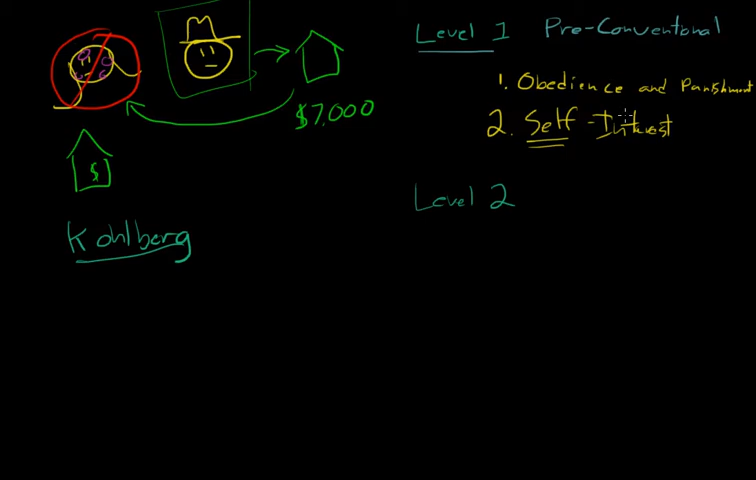 Level 1 Pre-Conventonal
1. Obedience and Punishment
$7,000
2. Self-Interest
$
Level 2
Kohlberg